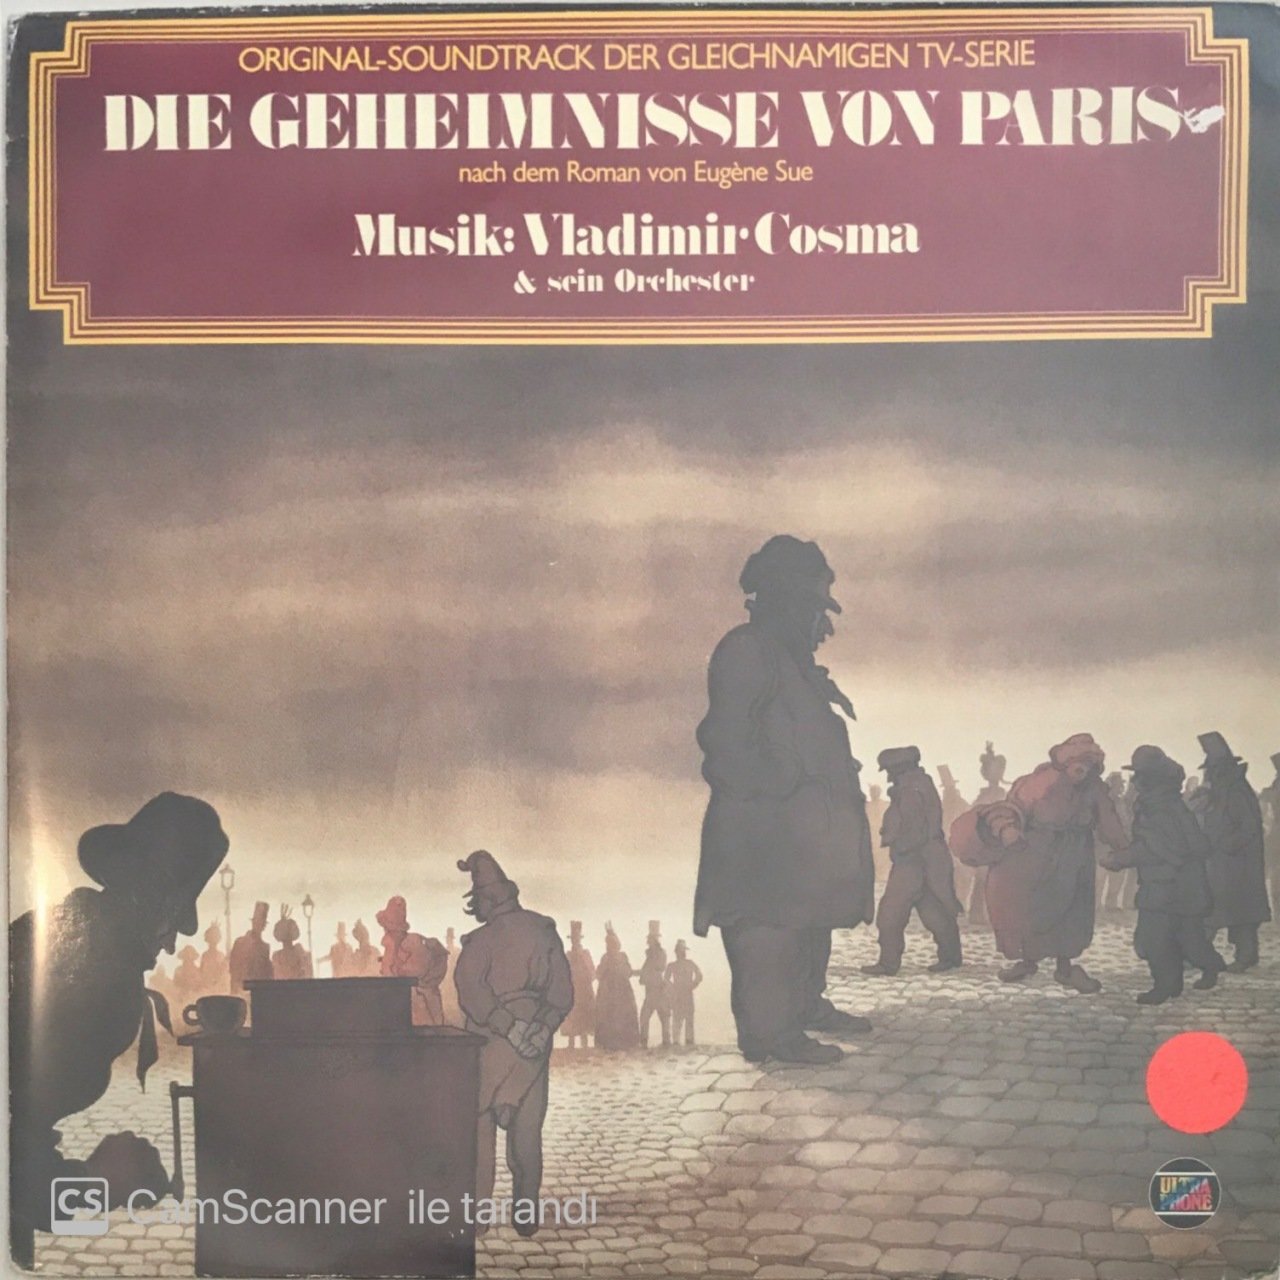 ORIGINAL-SOUNDTRACK DER GLEICHNAMIGEN TV-SERIE
DIE GEHEIMNISSE VON PARIS
nach dem Roman von Eugène Sue
Musik: Vladimir Cosma
& sein Orchester
ULTRA
PHONE
CS CamScanner ile tarandı